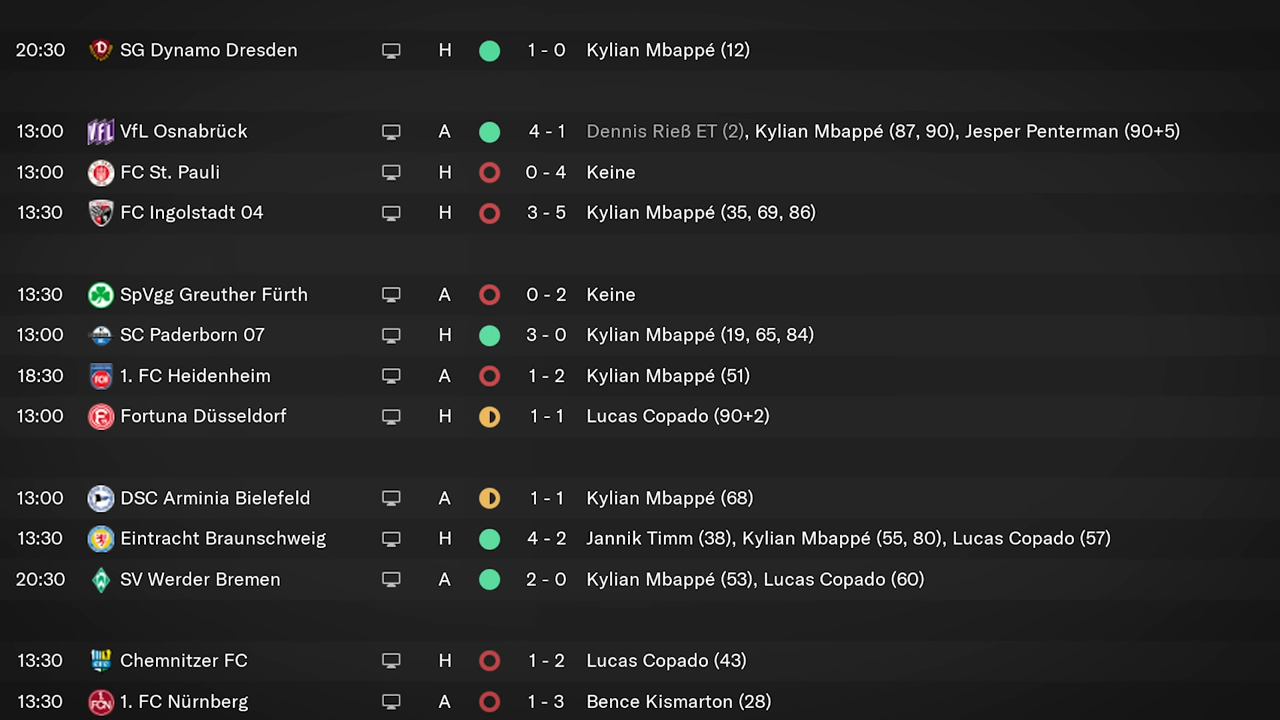 20:30 SG Dynamo Dresden H 1 - 0 Kylian Mbappé (12)
13:00 VfL Osnabrück A 4 - 1 Dennis Rieß ET (2), Kylian Mbappé (87, 90), Jesper Penterman (90+5)
13:00 FC St. Pauli H 0 - 4 Keine
13:30 FC Ingolstadt 04 H 3 - 5 Kylian Mbappé (35, 69, 86)
13:30 SpVgg Greuther Fürth A 0 - 2 Keine
13:00 SC Paderborn 07 H 3 - 0 Kylian Mbappé (19, 65, 84)
18:30 1. FC Heidenheim A 1 - 2 Kylian Mbappé (51)
13:00 Fortuna Düsseldorf H 1 - 1 Lucas Copado (90+2)
13:00 DSC Arminia Bielefeld A 1 - 1 Kylian Mbappé (68)
13:30 Eintracht Braunschweig H 4 - 2 Jannik Timm (38), Kylian Mbappé (55, 80), Lucas Copado (57)
20:30 SV Werder Bremen A 2 - 0 Kylian Mbappé (53), Lucas Copado (60)
13:30 Chemnitzer FC H 1 - 2 Lucas Copado (43)
13:30 1. FC Nürnberg A 1 - 3 Bence Kismarton (28)